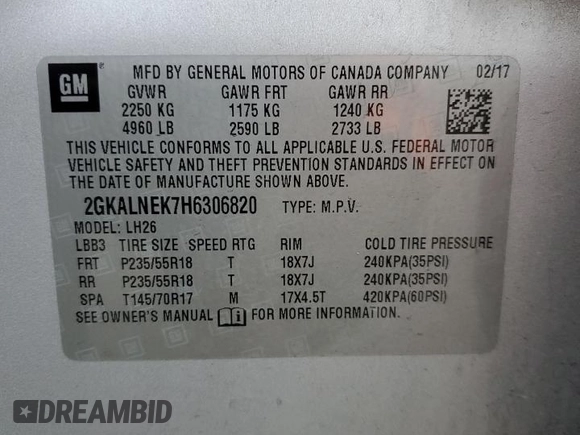 GM ® MFD BY GENERAL MOTORS OF CANADA COMPANY 02/17
GVWR GAWR FRT GAWR RR
2250 KG 1175 KG 1240 KG
4960 LB 2590 LB 2733 LB
THIS VEHICLE CONFORMS TO ALL APPLICABLE U.S. FEDERAL MOTOR
VEHICLE SAFETY AND THEFT PREVENTION STANDARDS IN EFFECT ON
THE DATE OF MANUFACTURE SHOWN ABOVE.
2GKALNEK7H6306820 TYPE: M.P.V.
MODEL: LH26
LBB3 TIRE SIZE SPEED RTG RIM COLD TIRE PRESSURE
FRT P235/55R18 T 18X7J 240KPA(35PSI)
RR P235/55R18 T 18X7J 240KPA(35PSI)
SPA T145/70R17 M 17X4.5T 420KPA(60PSI)
SEE OWNER'S MANUAL FOR MORE INFORMATION.
DREAMBID